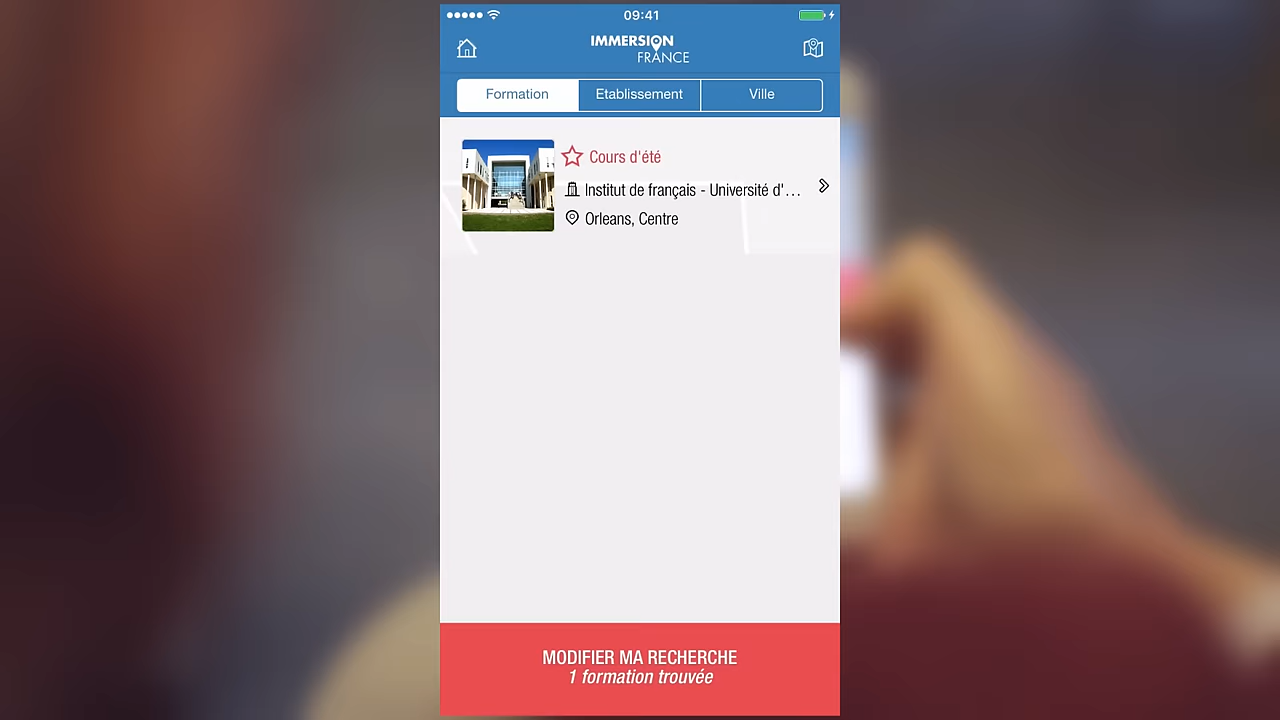 09:41
IMMERSION
FRANCE
Formation
Etablissement
Ville
Cours d'été
Institut de français - Université d'...
Orleans, Centre
MODIFIER MA RECHERCHE
1 formation trouvée